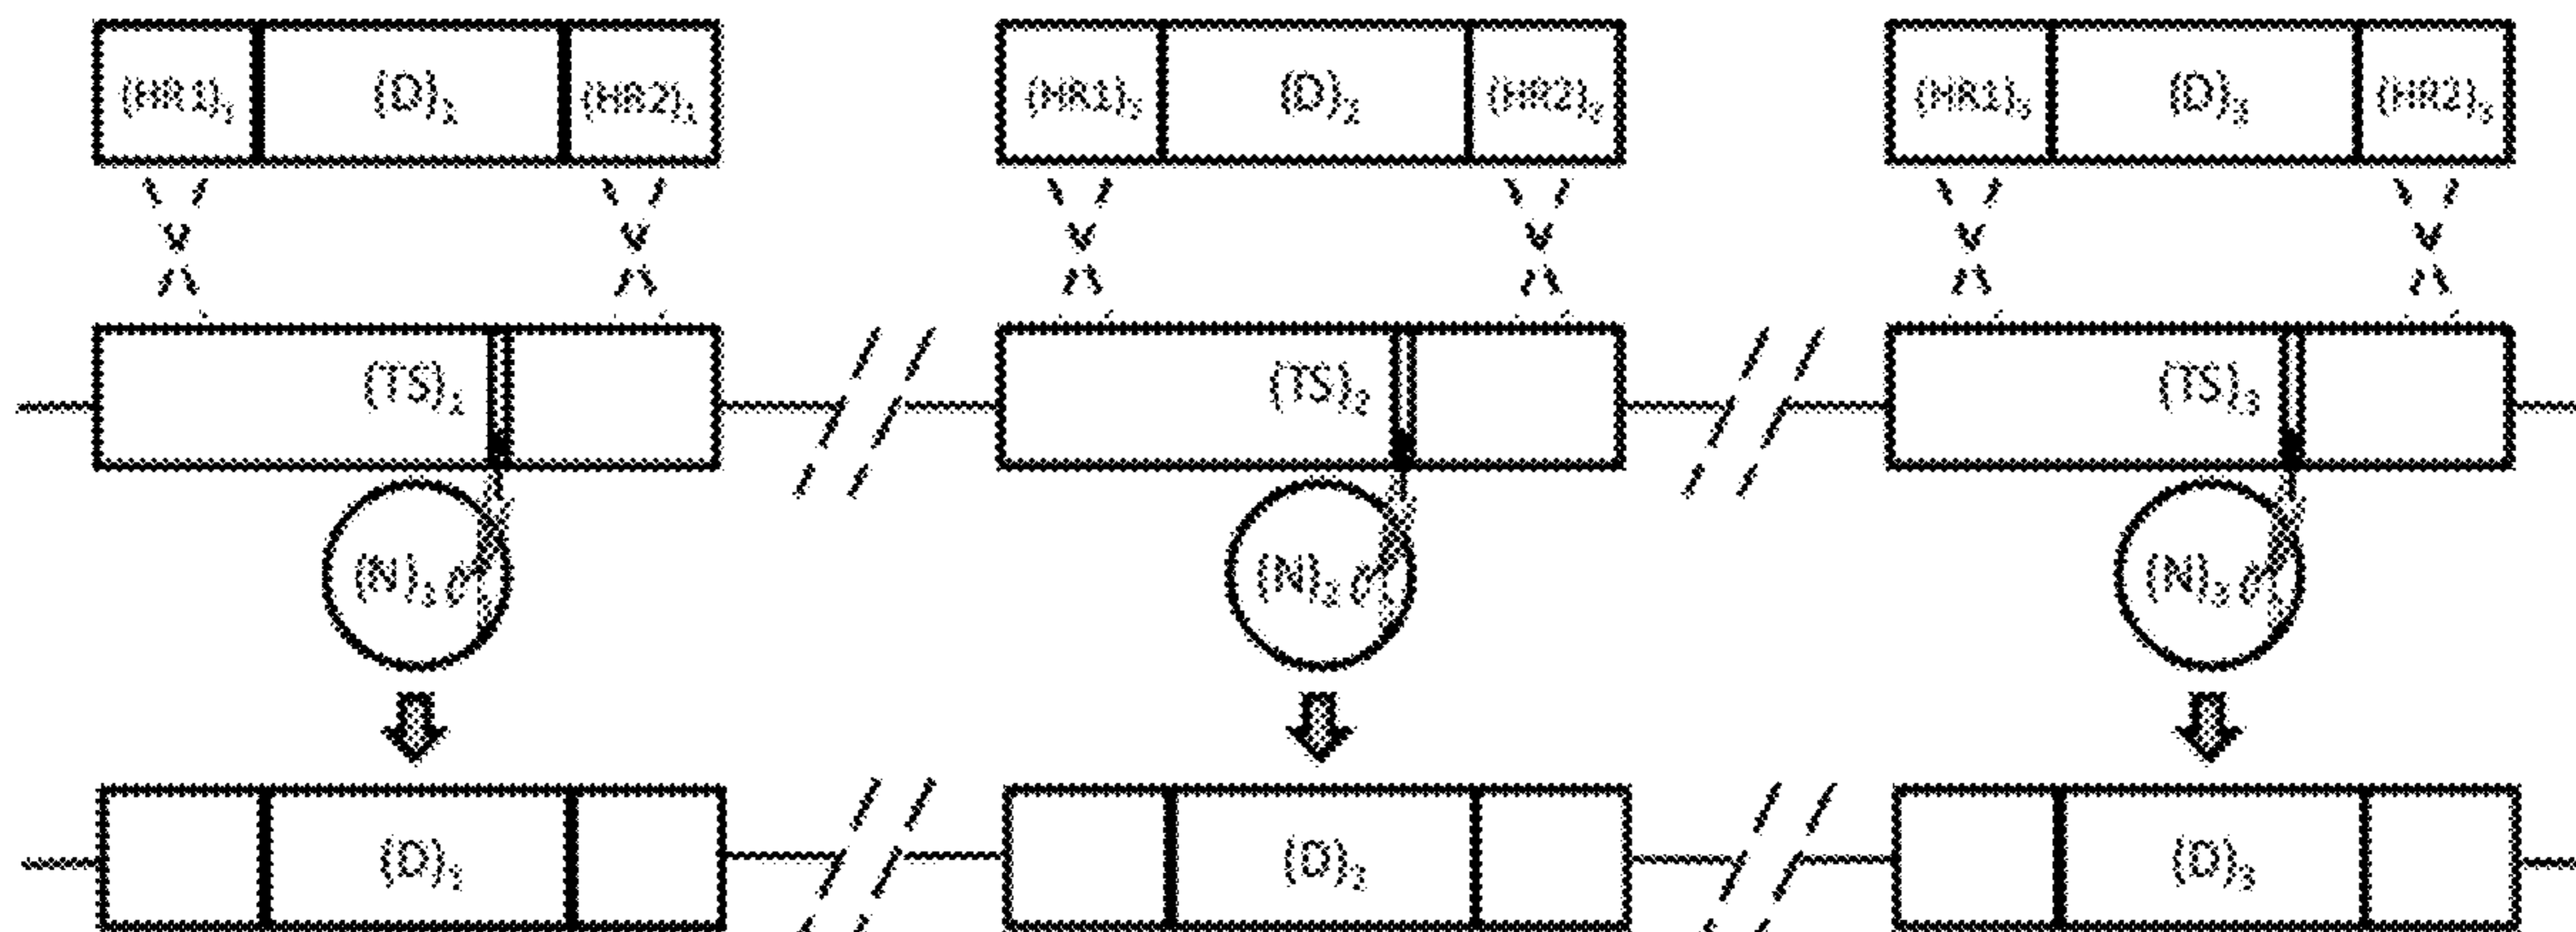 (HR1)₁ (D)₁ (HR2)₁ (HR1)₂ (D)₂ (HR2)₂ (HR1)₃ (D)₃ (HR2)₃
(TS)₁ (TS)₂ (TS)₃
(N)₁ (N)₂ (N)₃
(D)₁ (D)₂ (D)₃